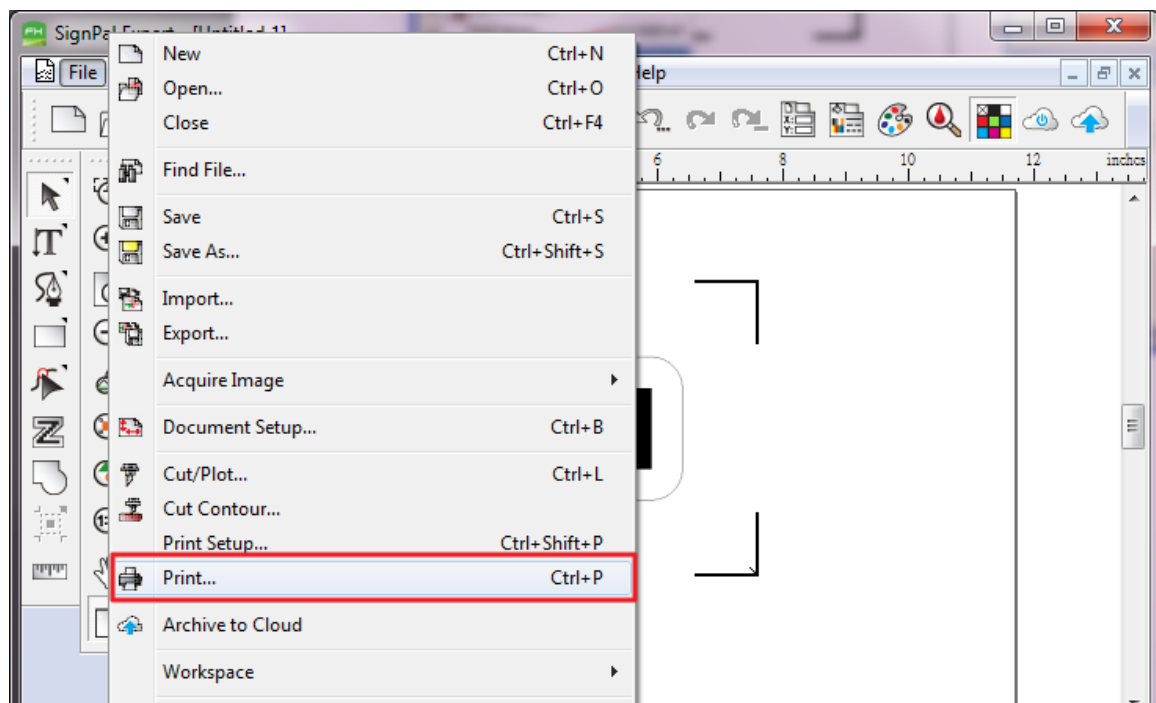 SignPal Expert - [Untitled 1]
File
Help
New Ctrl+N
Open... Ctrl+O
Close Ctrl+F4
Find File...
Save Ctrl+S
Save As... Ctrl+Shift+S
Import...
Export...
Acquire Image
Document Setup... Ctrl+B
Cut/Plot... Ctrl+L
Cut Contour...
Print Setup... Ctrl+Shift+P
Print... Ctrl+P
Archive to Cloud
Workspace
6 8 10 12 inches
X:
Y: